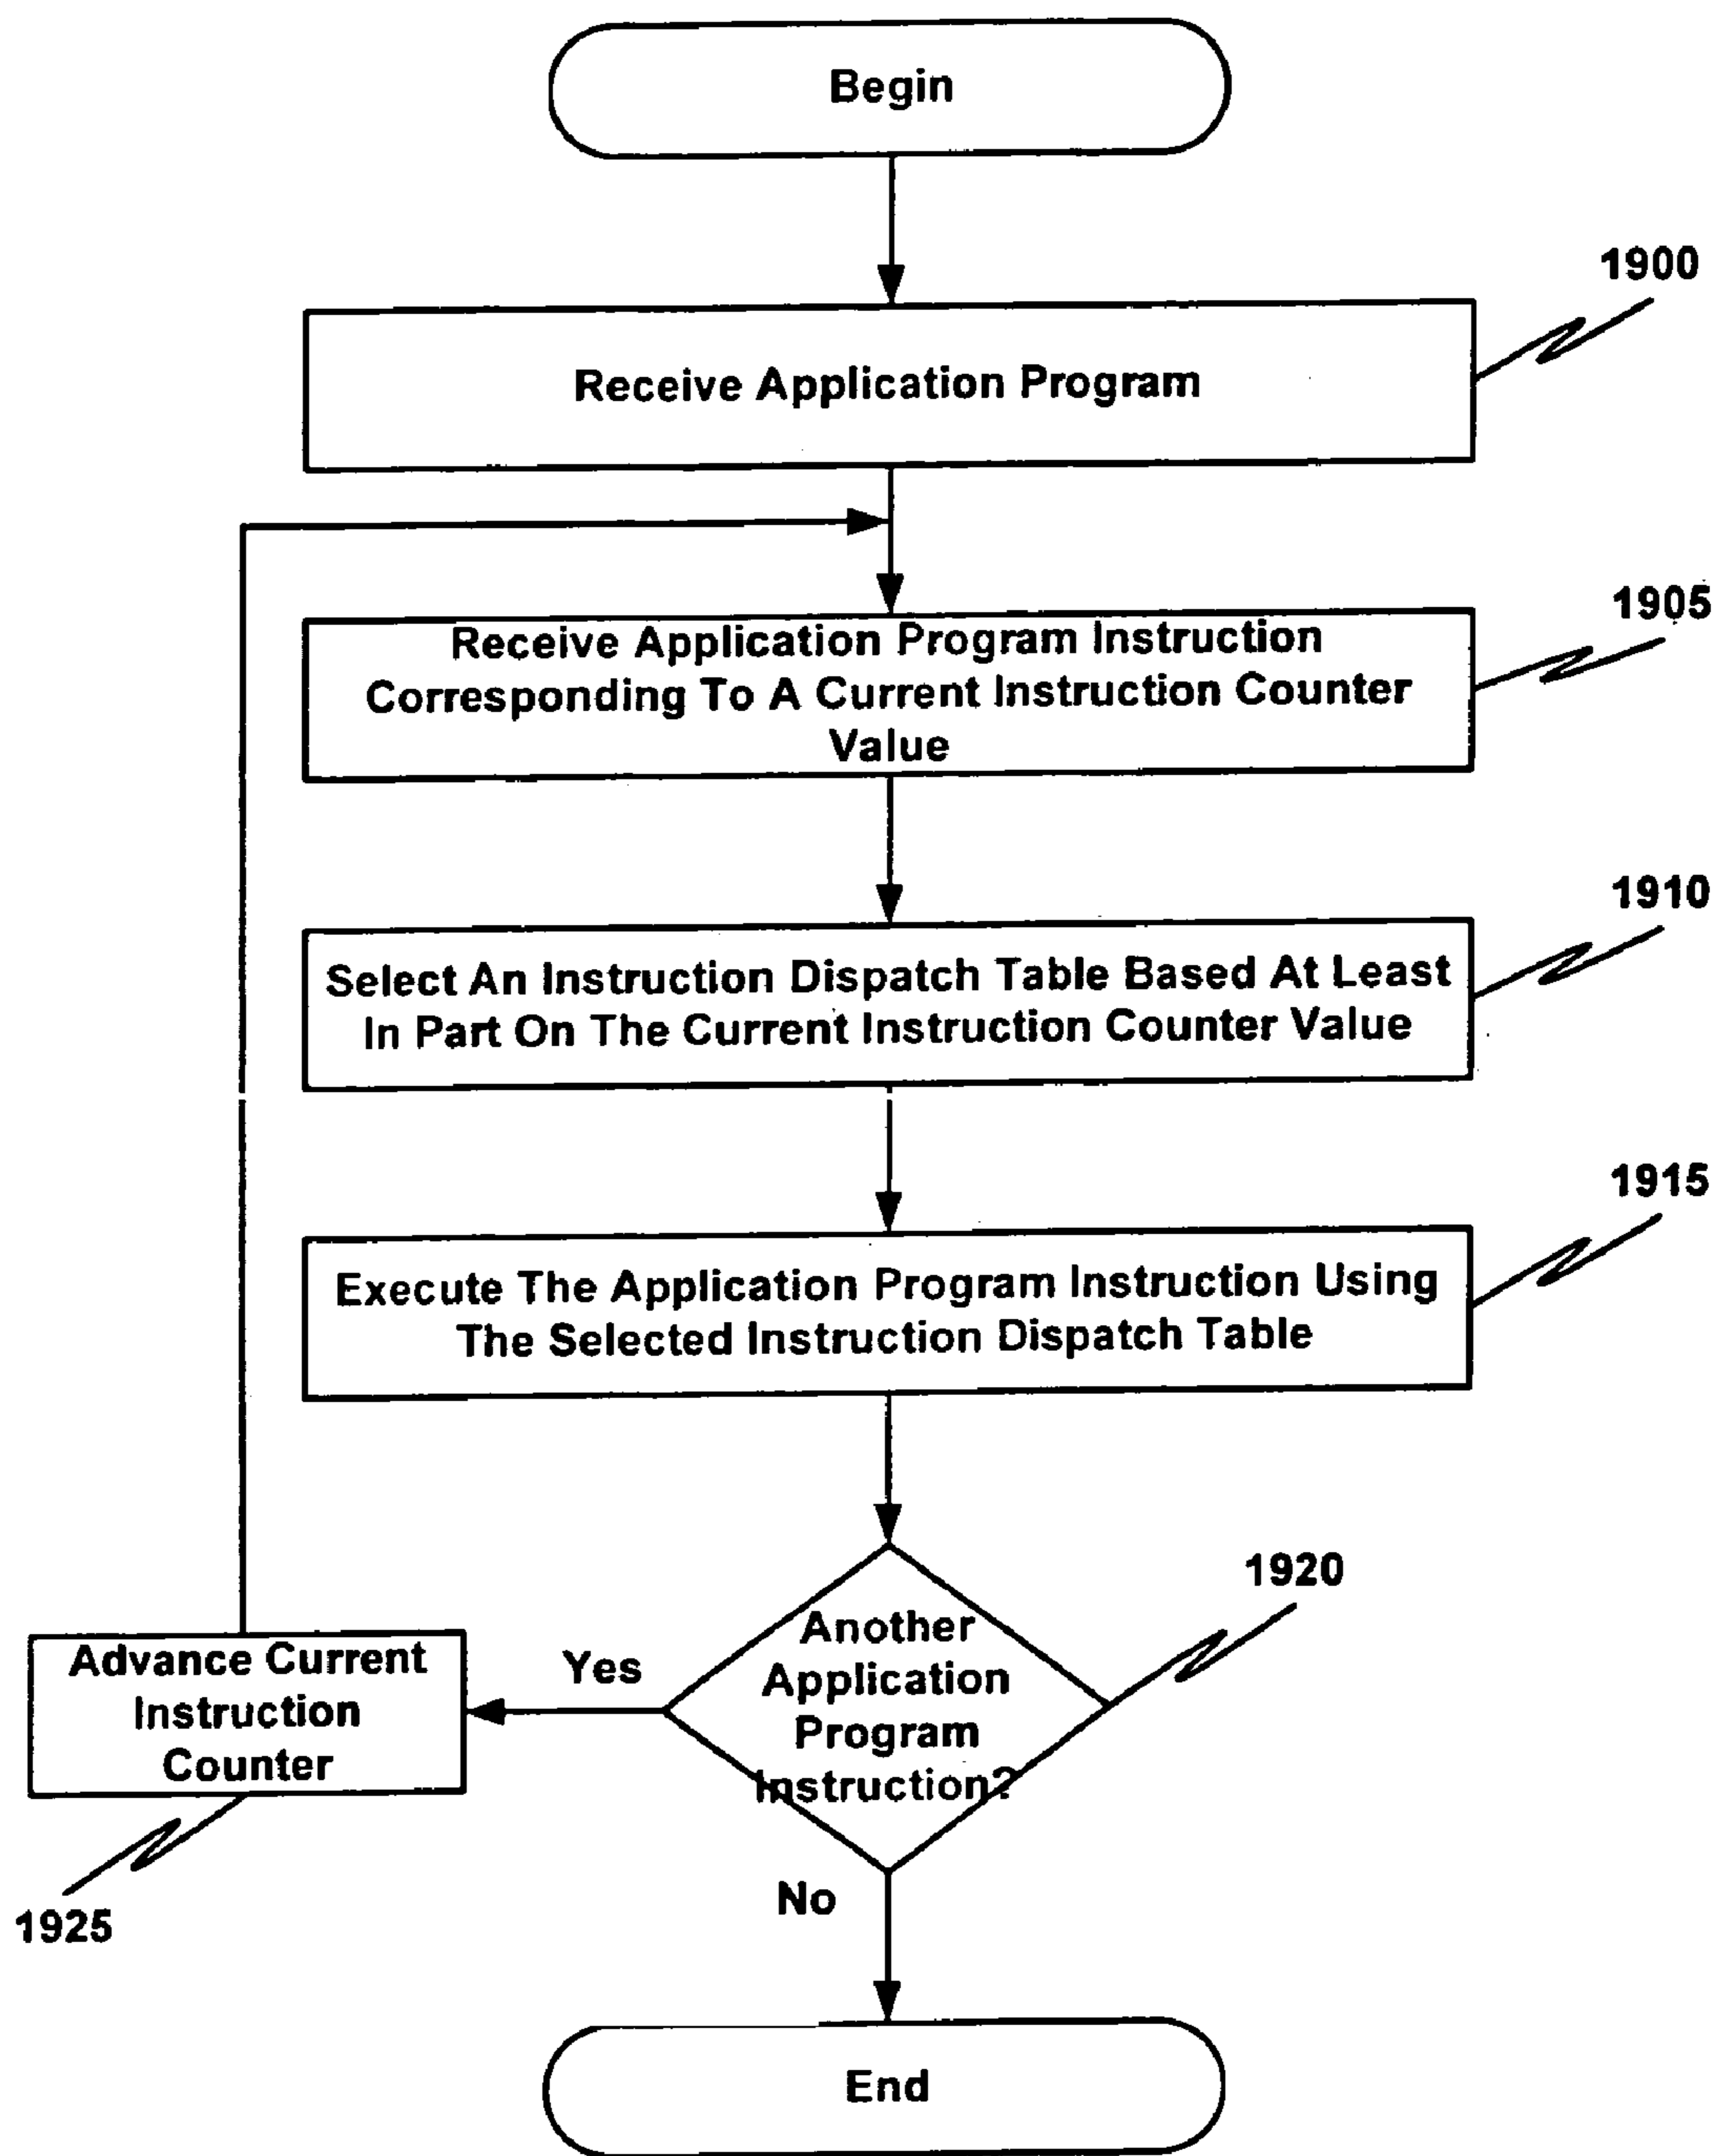 Begin
1900
Receive Application Program
1905
Receive Application Program Instruction
Corresponding To A Current Instruction Counter
Value
1910
Select An Instruction Dispatch Table Based At Least
In Part On The Current Instruction Counter Value
1915
Execute The Application Program Instruction Using
The Selected Instruction Dispatch Table
1920
Another
Application
Program
Instruction?
Yes
Advance Current
Instruction
Counter
1925
No
End